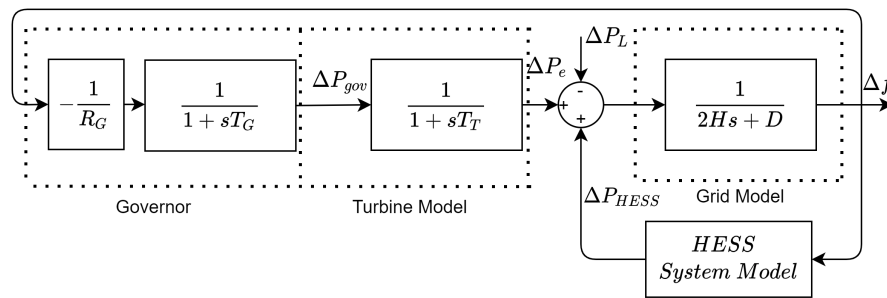 ΔP_L
ΔP_gov
ΔP_e
Δf
-1/R_G
1/(1 + sT_G)
1/(1 + sT_T)
1/(2Hs + D)
-
+
+
Governor
Turbine Model
Grid Model
ΔP_HESS
HESS
System Model